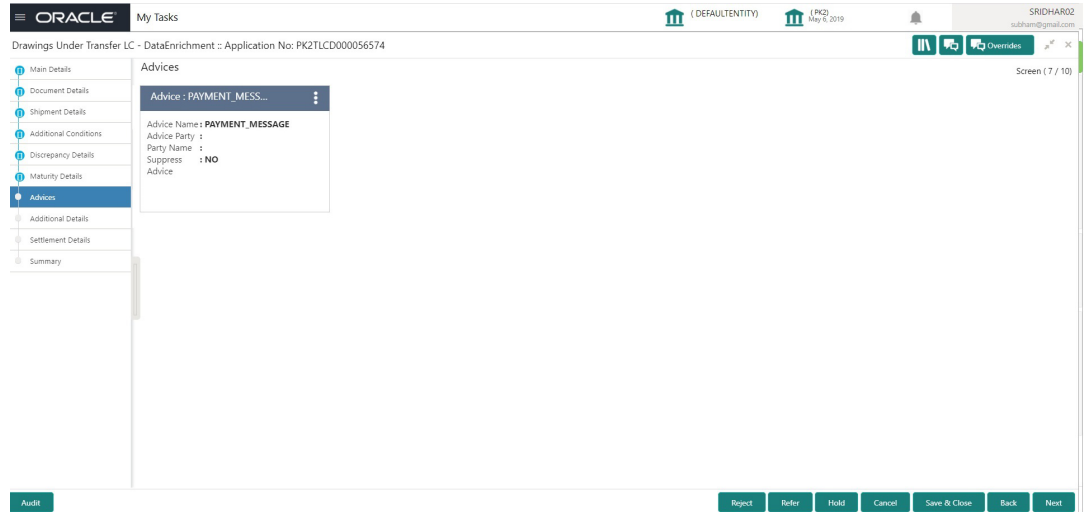 ORACLE
My Tasks
( DEFAULTENTITY)
( PK2)
May 6, 2019
SRIDHAR02
subham@gmail.com
Drawings Under Transfer LC - DataEnrichment :: Application No: PK2TLCD000056574
Overrides
Main Details
Document Details
Shipment Details
Additional Conditions
Discrepancy Details
Maturity Details
Advices
Additional Details
Settlement Details
Summary
Advices
Screen ( 7 / 10)
Advice : PAYMENT_MESS...
Advice Name : PAYMENT_MESSAGE
Advice Party :
Party Name :
Suppress : NO
Advice
Audit
Reject
Refer
Hold
Cancel
Save & Close
Back
Next